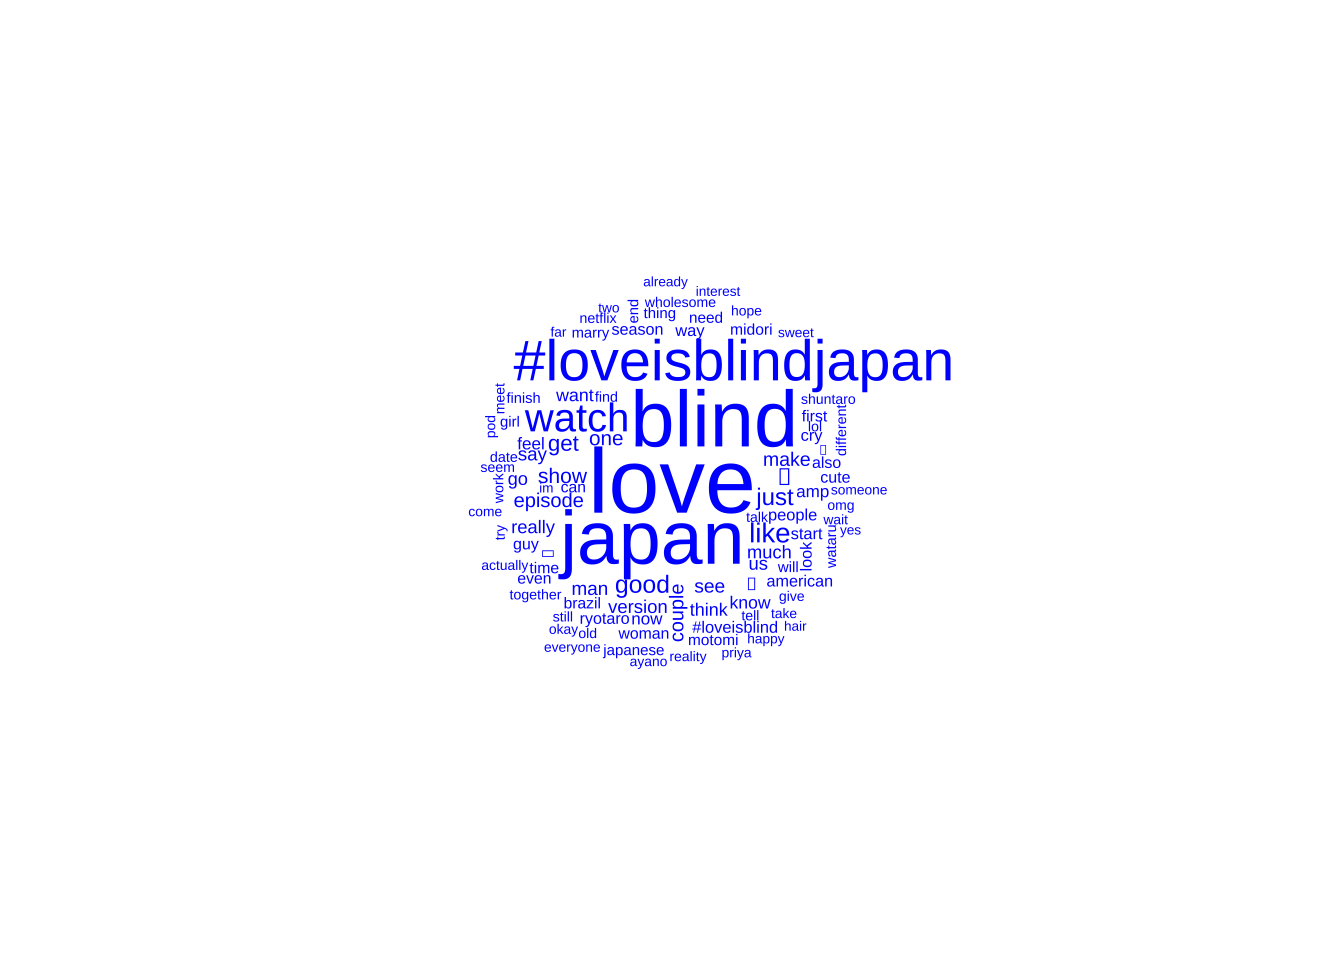 already
interest
two
end
wholesome
netflix
thing
need
hope
far
marry
season
way
midori
sweet
#loveisblindjapan
meet
finish
want
find
shuntaro
pod
girl
watch
blind
first
lol
different
feel
get
one
cry
date
say
make
also
seem
work
go
show
love
cute
im
can
episode
just
amp
someone
come
omg
try
really
japan
talk
people
wait
like
start
wataru
yes
guy
much
look
actually
time
us
will
even
man
good
see
american
together
brazil
version
couple
think
know
give
still
ryotaro
now
tell
take
okay
old
woman
#loveisblind
hair
motomi
happy
everyone
japanese
ayano
reality
priya